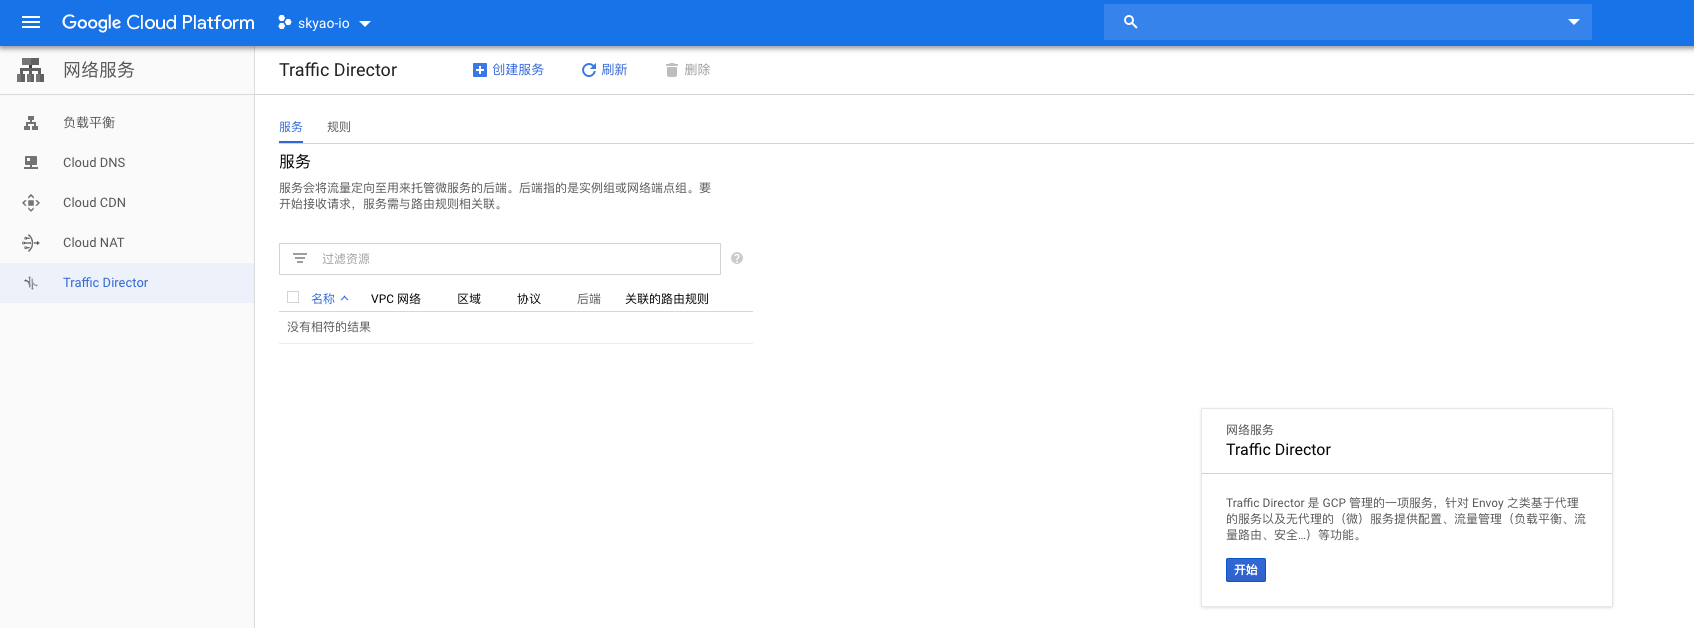 Google Cloud Platform skyao-io
网络服务
Traffic Director 创建服务 刷新 删除
负载平衡
Cloud DNS
Cloud CDN
Cloud NAT
Traffic Director
服务 规则
服务
服务会将流量定向至用来托管微服务的后端。后端指的是实例组或网络端点组。要
开始接收请求，服务需与路由规则相关联。
过滤资源
名称 VPC 网络 区域 协议 后端 关联的路由规则
没有相符的结果
网络服务
Traffic Director
Traffic Director 是 GCP 管理的一项服务，针对 Envoy 之类基于代理
的服务以及无代理的（微）服务提供配置、流量管理（负载平衡、流
量路由、安全...）等功能。
开始